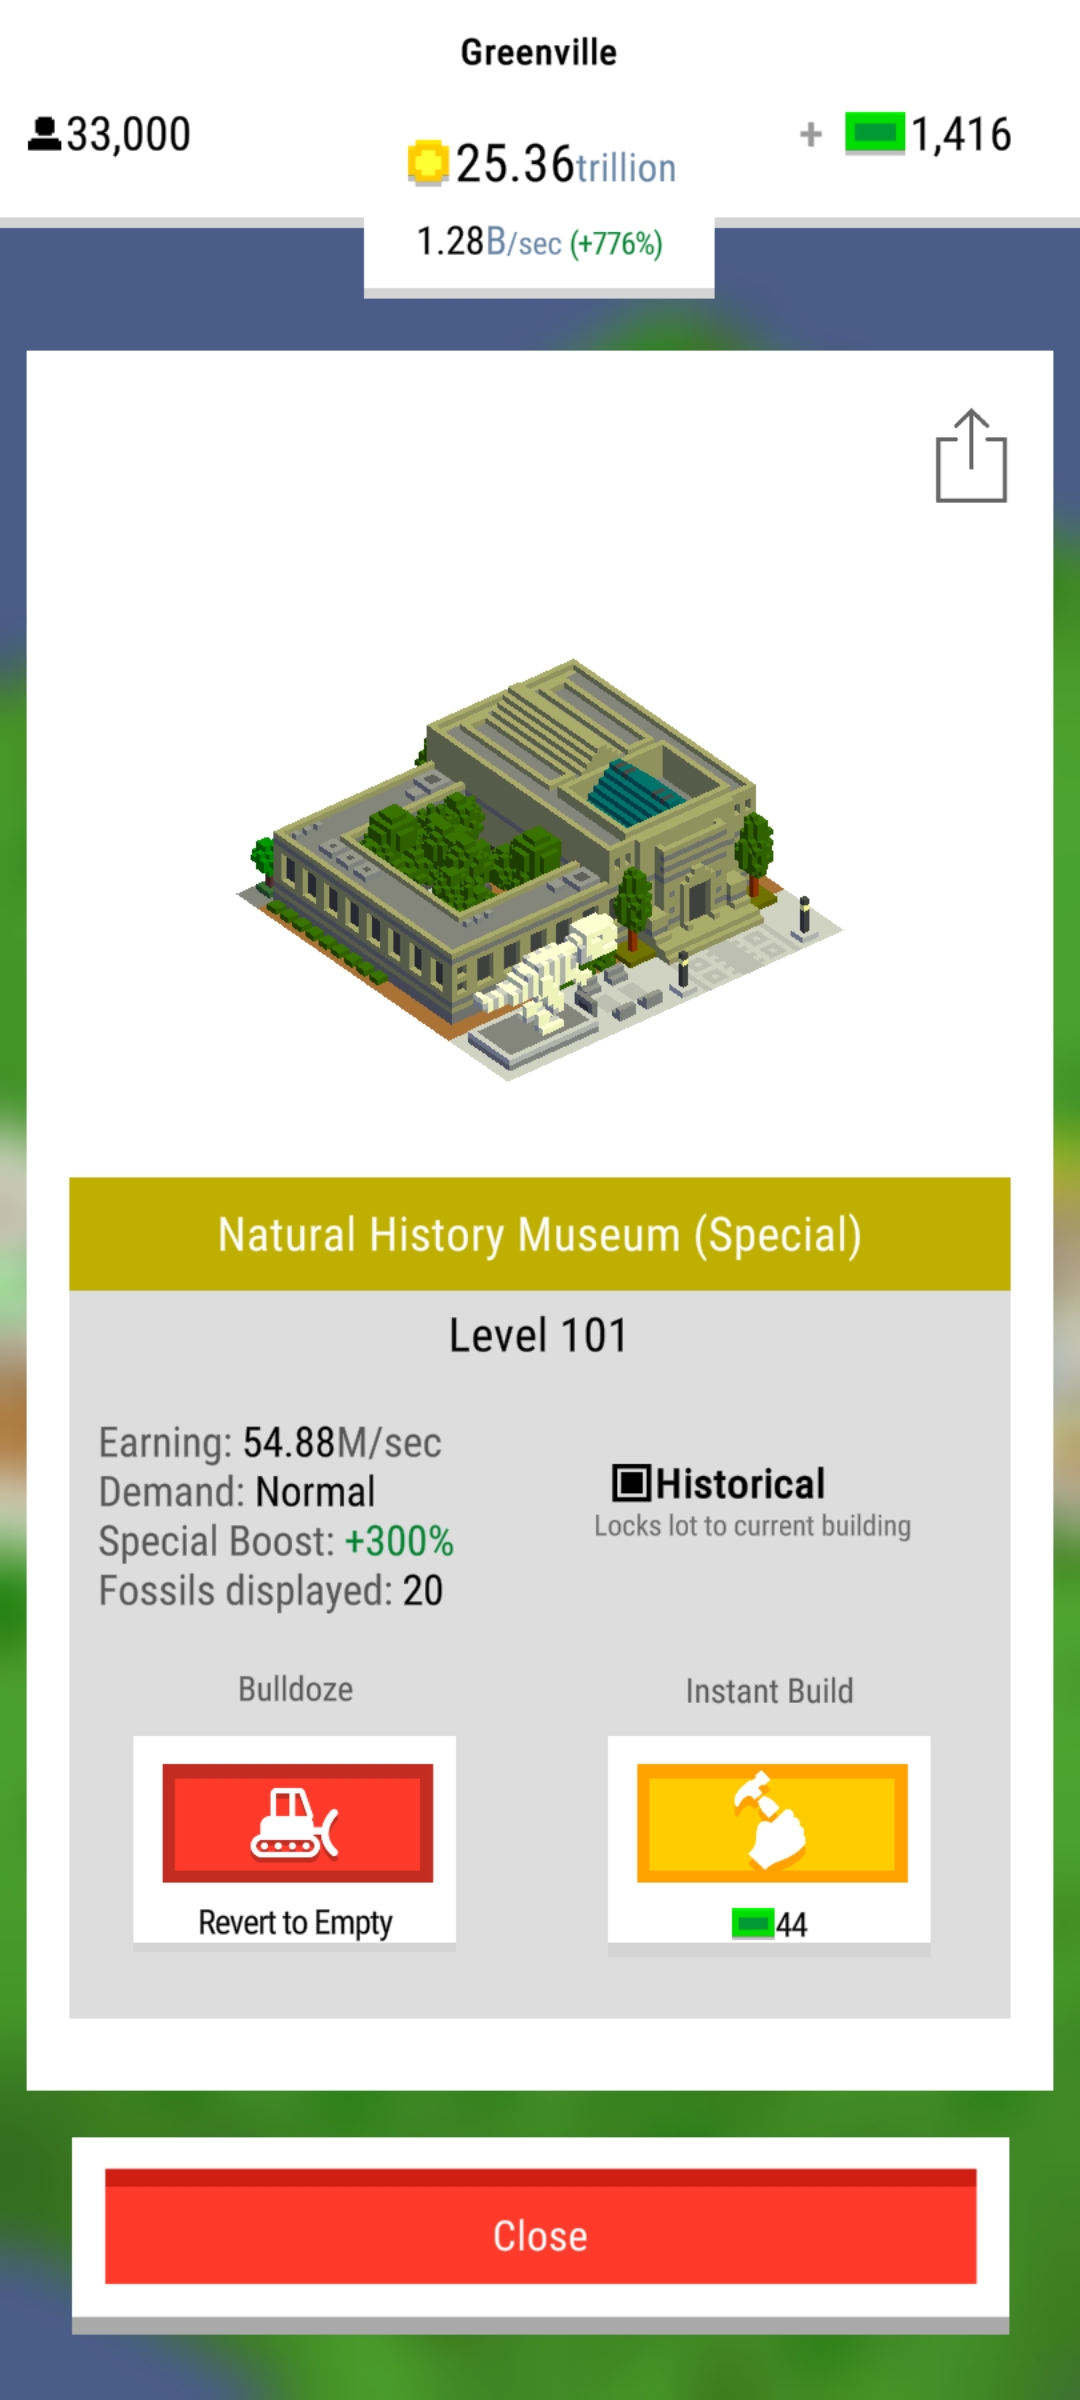 Greenville
33,000
25.36trillion
+ 1,416
1.28B/sec (+776%)
Natural History Museum (Special)
Level 101
Earning: 54.88M/sec
Demand: Normal
Special Boost: +300%
Fossils displayed: 20
Historical
Locks lot to current building
Bulldoze
Revert to Empty
Instant Build
44
Close